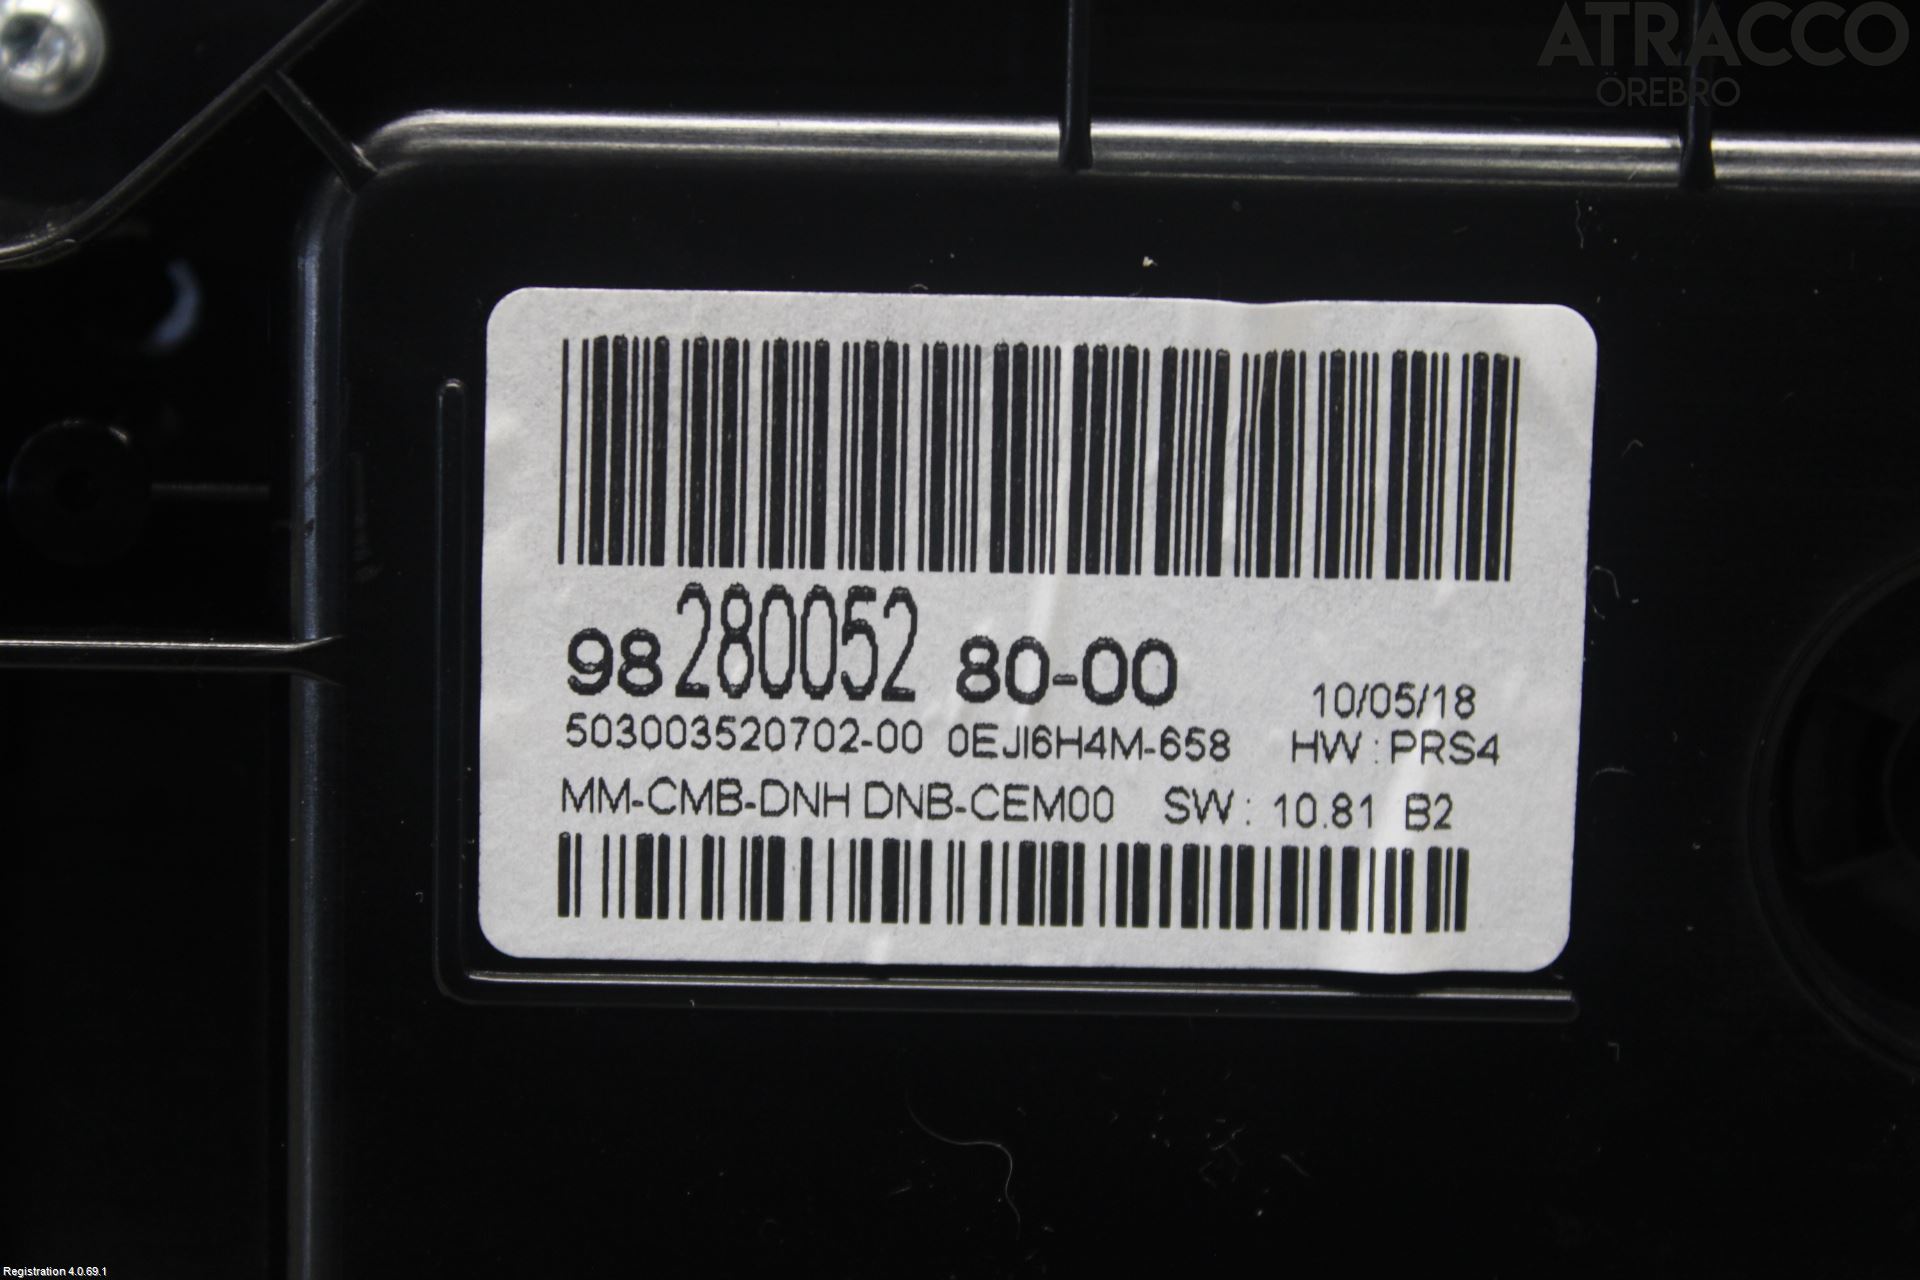 ATRACCO
ÖREBRO
98 280052 80-00
10/05/18
503003520702-00 0EJI6H4M-658 HW : PRS4
MM-CMB-DNH DNB-CEM00 SW : 10.81 B2
Registration 4.0.69.1